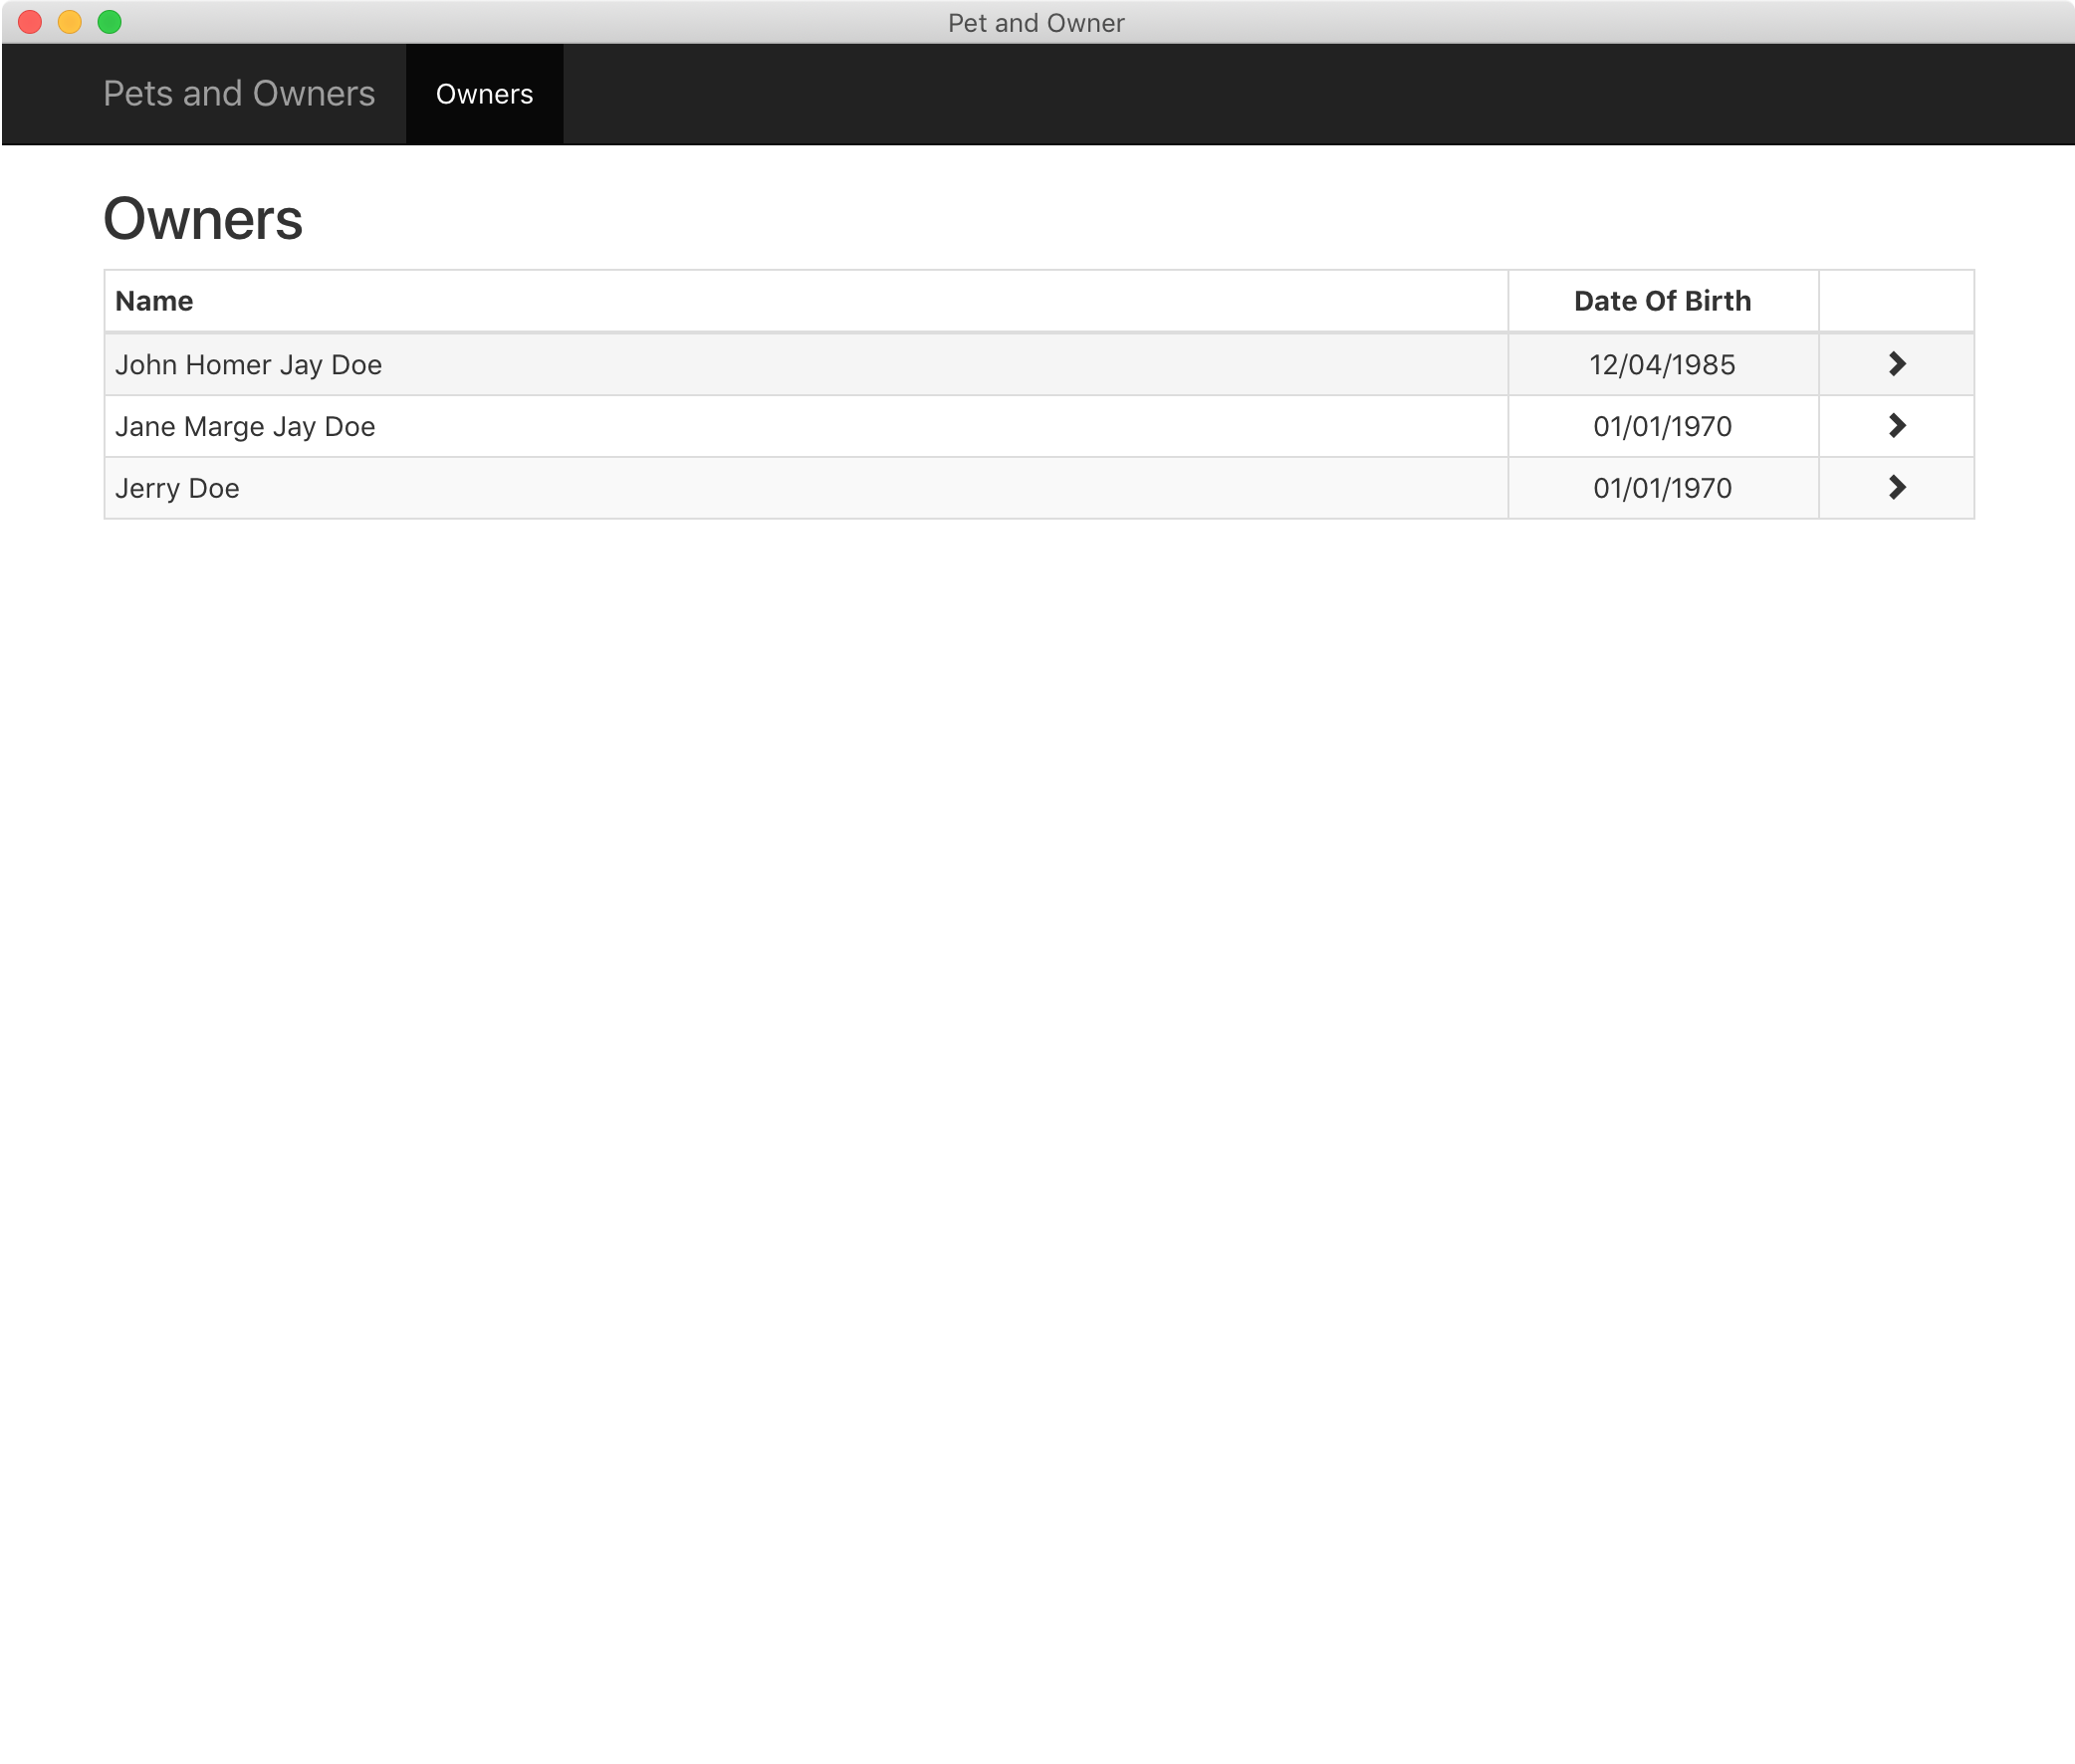 Pet and Owner
Pets and Owners Owners
Owners
Name Date Of Birth
John Homer Jay Doe 12/04/1985
Jane Marge Jay Doe 01/01/1970
Jerry Doe 01/01/1970